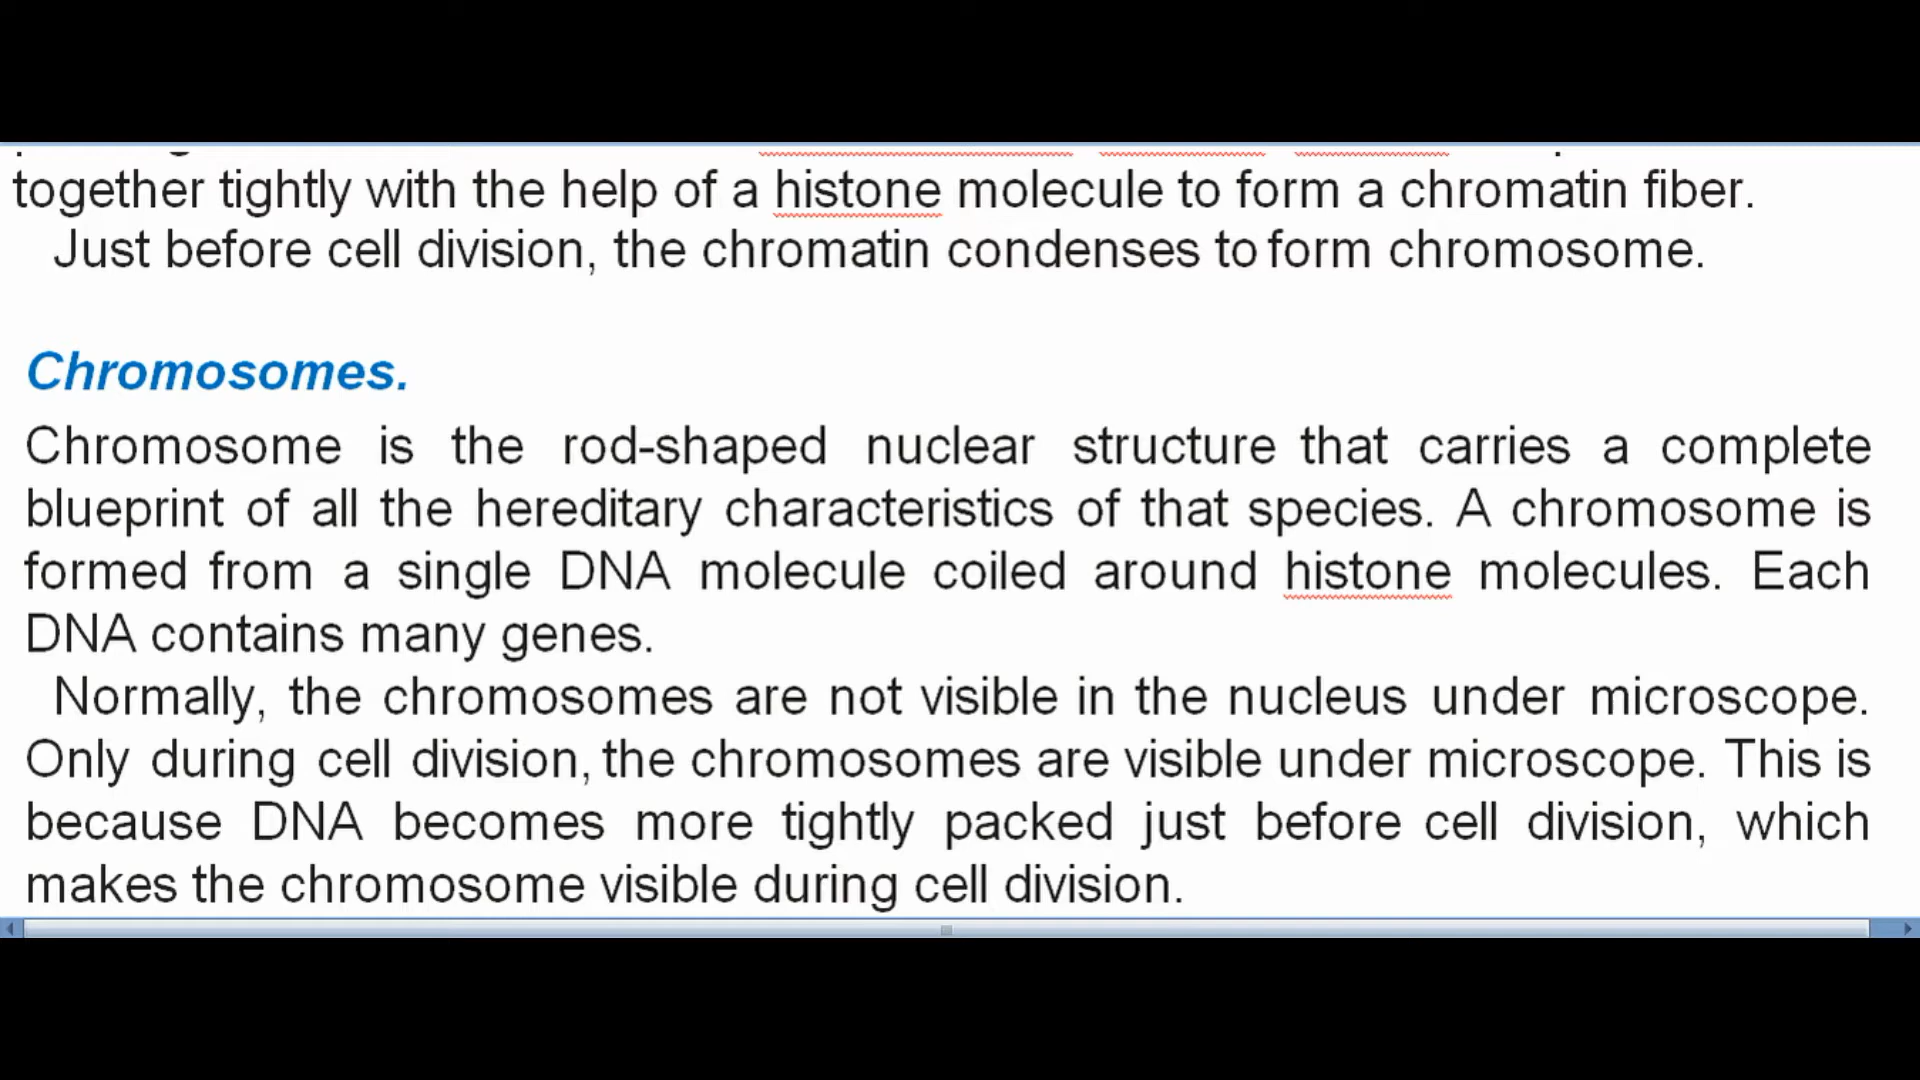 together tightly with the help of a histone molecule to form a chromatin fiber.
Just before cell division, the chromatin condenses to form chromosome.
Chromosomes.
Chromosome is the rod-shaped nuclear structure that carries a complete
blueprint of all the hereditary characteristics of that species. A chromosome is
formed from a single DNA molecule coiled around histone molecules. Each
DNA contains many genes.
Normally, the chromosomes are not visible in the nucleus under microscope.
Only during cell division, the chromosomes are visible under microscope. This is
because DNA becomes more tightly packed just before cell division, which
makes the chromosome visible during cell division.